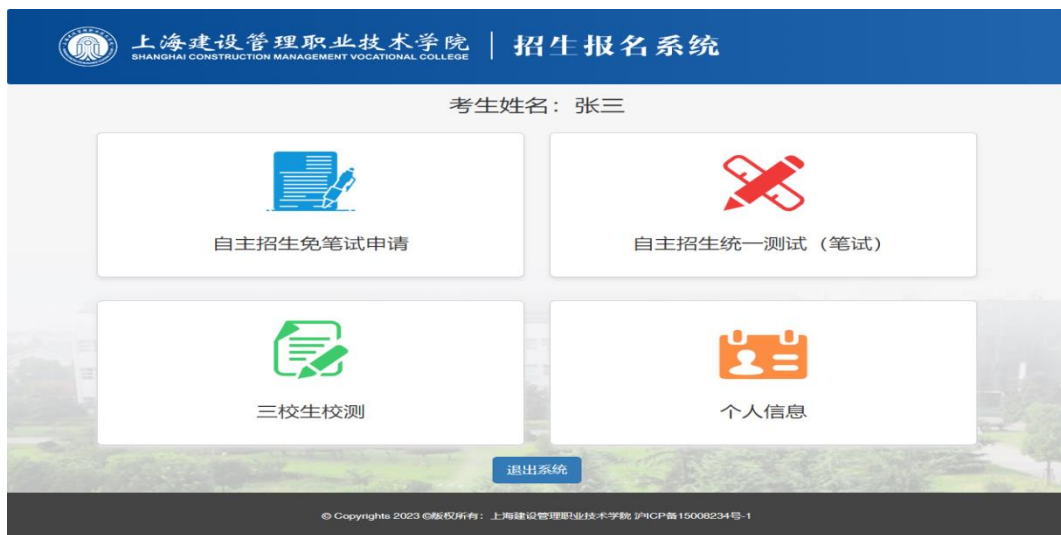 上海建设管理职业技术学院
SHANGHAI CONSTRUCTION MANAGEMENT VOCATIONAL COLLEGE
招生报名系统
考生姓名：张三
自主招生免笔试申请
自主招生统一测试（笔试）
三校生校测
个人信息
退出系统
© Copyrights 2023 ©版权所有：上海建设管理职业技术学院 沪ICP备15008234号-1